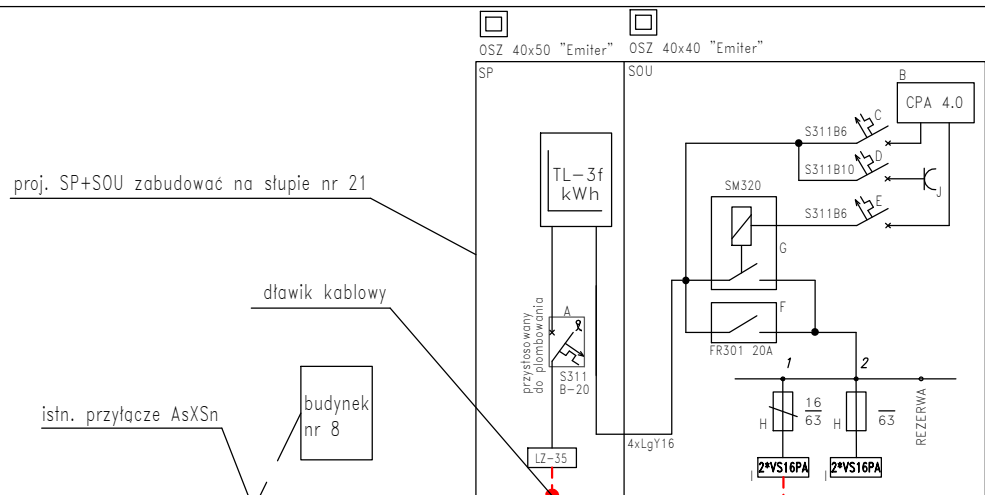 OSZ 40x50 "Emiter"
OSZ 40x40 "Emiter"
SP
SOU
B
CPA 4.0
C
S311B6
D
S311B10
J
TL-3f
kWh
proj. SP+SOU zabudować na słupie nr 21
SM320
E
S311B6
G
dławik kablowy
przystosowany
do plombowania
A
F
S311
B-20
FR301 20A
1
2
budynek
nr 8
istn. przyłącze AsXSn
16
63
H
63
H
REZERWA
4xLgY16
LZ-35
2*VS16PA
I
2*VS16PA
I